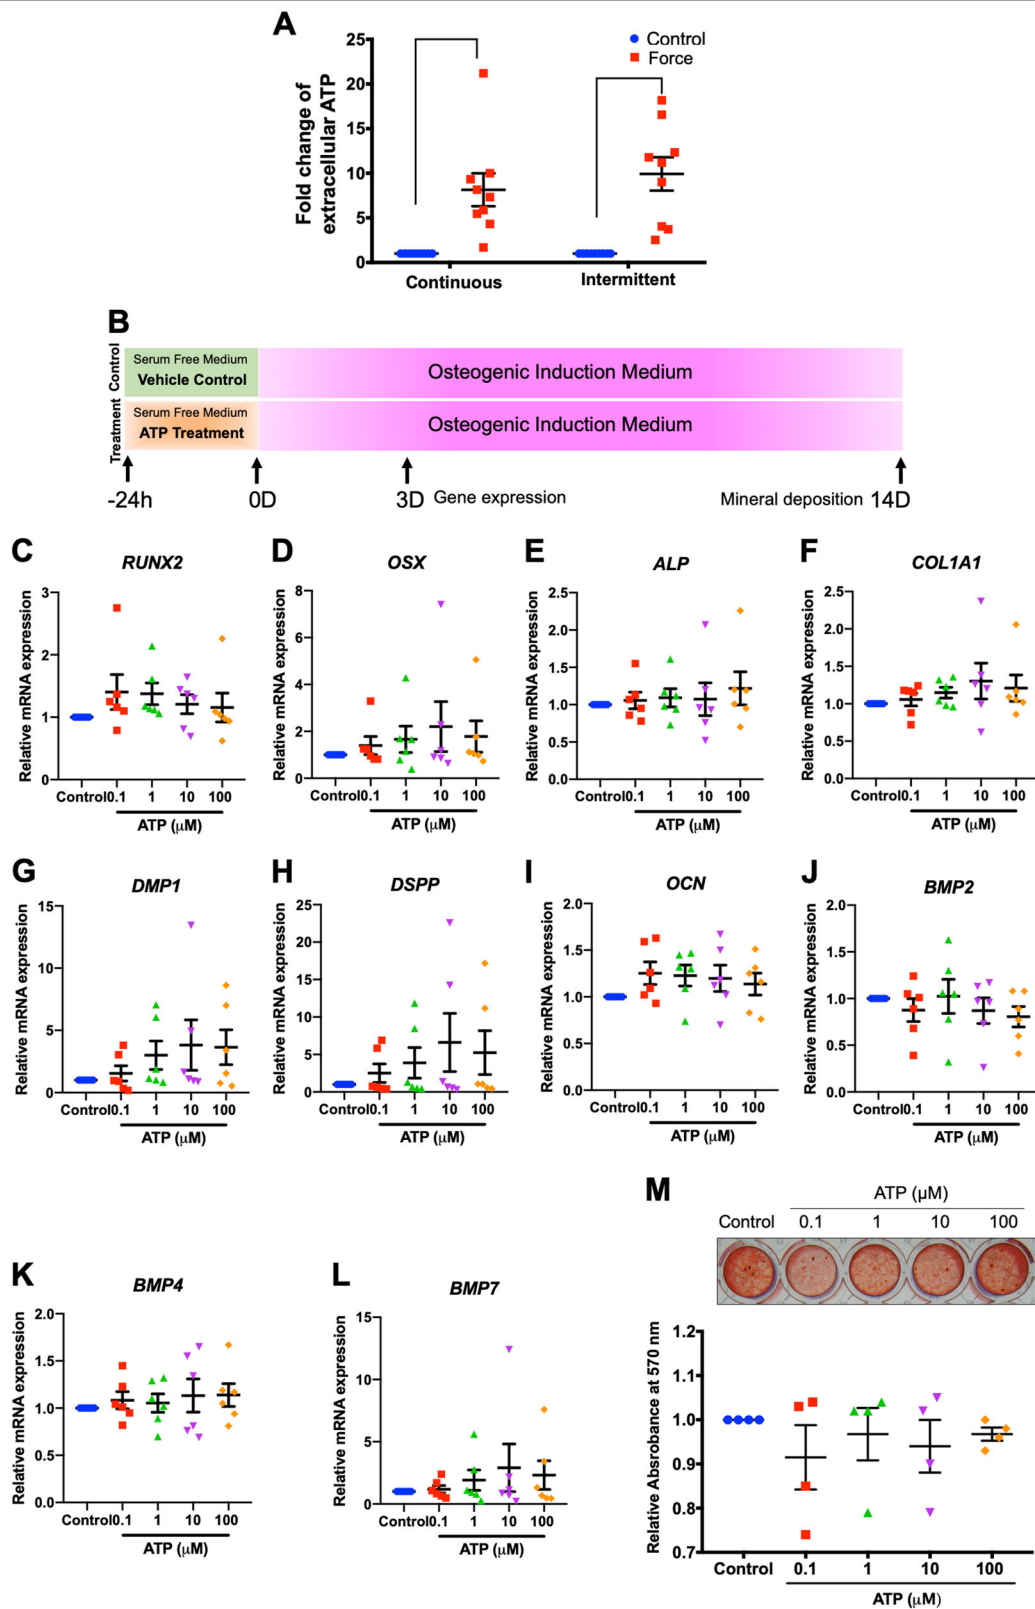 A
25
20
15
10
5
0
Fold change of
extracellular ATP
Control
Force
Continuous
Intermittent
B
Control
Serum Free Medium
Vehicle Control
Osteogenic Induction Medium
Treatment
Serum Free Medium
ATP Treatment
Osteogenic Induction Medium
-24h
0D
3D Gene expression
Mineral deposition 14D
C
RUNX2
Relative mRNA expression
3
2
1
0
Control 0.1 1 10 100
ATP (μM)
D
OSX
Relative mRNA expression
8
6
4
2
0
Control 0.1 1 10 100
ATP (μM)
E
ALP
Relative mRNA expression
2.5
2.0
1.5
1.0
0.5
0.0
Control 0.1 1 10 100
ATP (μM)
F
COL1A1
Relative mRNA expression
2.5
2.0
1.5
1.0
0.5
0.0
Control 0.1 1 10 100
ATP (μM)
G
DMP1
Relative mRNA expression
15
10
5
0
Control 0.1 1 10 100
ATP (μM)
H
DSPP
Relative mRNA expression
25
20
15
10
5
0
Control 0.1 1 10 100
ATP (μM)
I
OCN
Relative mRNA expression
2.0
1.5
1.0
0.5
0.0
Control 0.1 1 10 100
ATP (μM)
J
BMP2
Relative mRNA expression
2.0
1.5
1.0
0.5
0.0
Control 0.1 1 10 100
ATP (μM)
K
BMP4
Relative mRNA expression
2.0
1.5
1.0
0.5
0.0
Control 0.1 1 10 100
ATP (μM)
L
BMP7
Relative mRNA expression
15
10
5
0
Control 0.1 1 10 100
ATP (μM)
M
ATP (μM)
Control 0.1 1 10 100
Relative Absrobance at 570 nm
1.2
1.1
1.0
0.9
0.8
0.7
Control 0.1 1 10 100
ATP (μM)